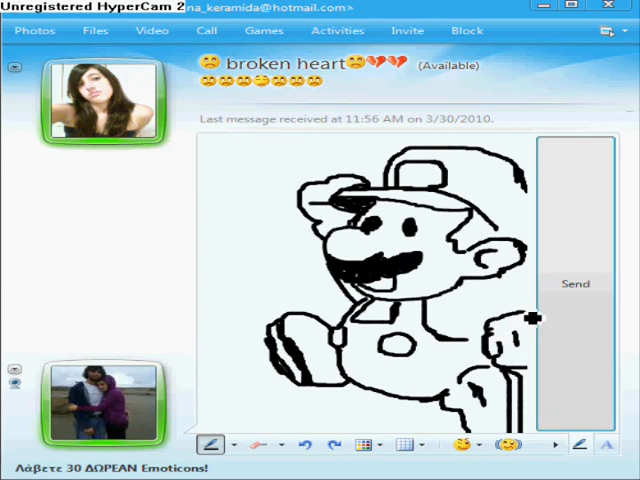 Unregistered HyperCam 2
na_keramida@hotmail.com>
Photos Files Video Call Games Activities Invite Block
broken heart (Available)
Last message received at 11:56 AM on 3/30/2010.
Send
A
Λάβετε 30 ΔΩΡΕΑΝ Emoticons!